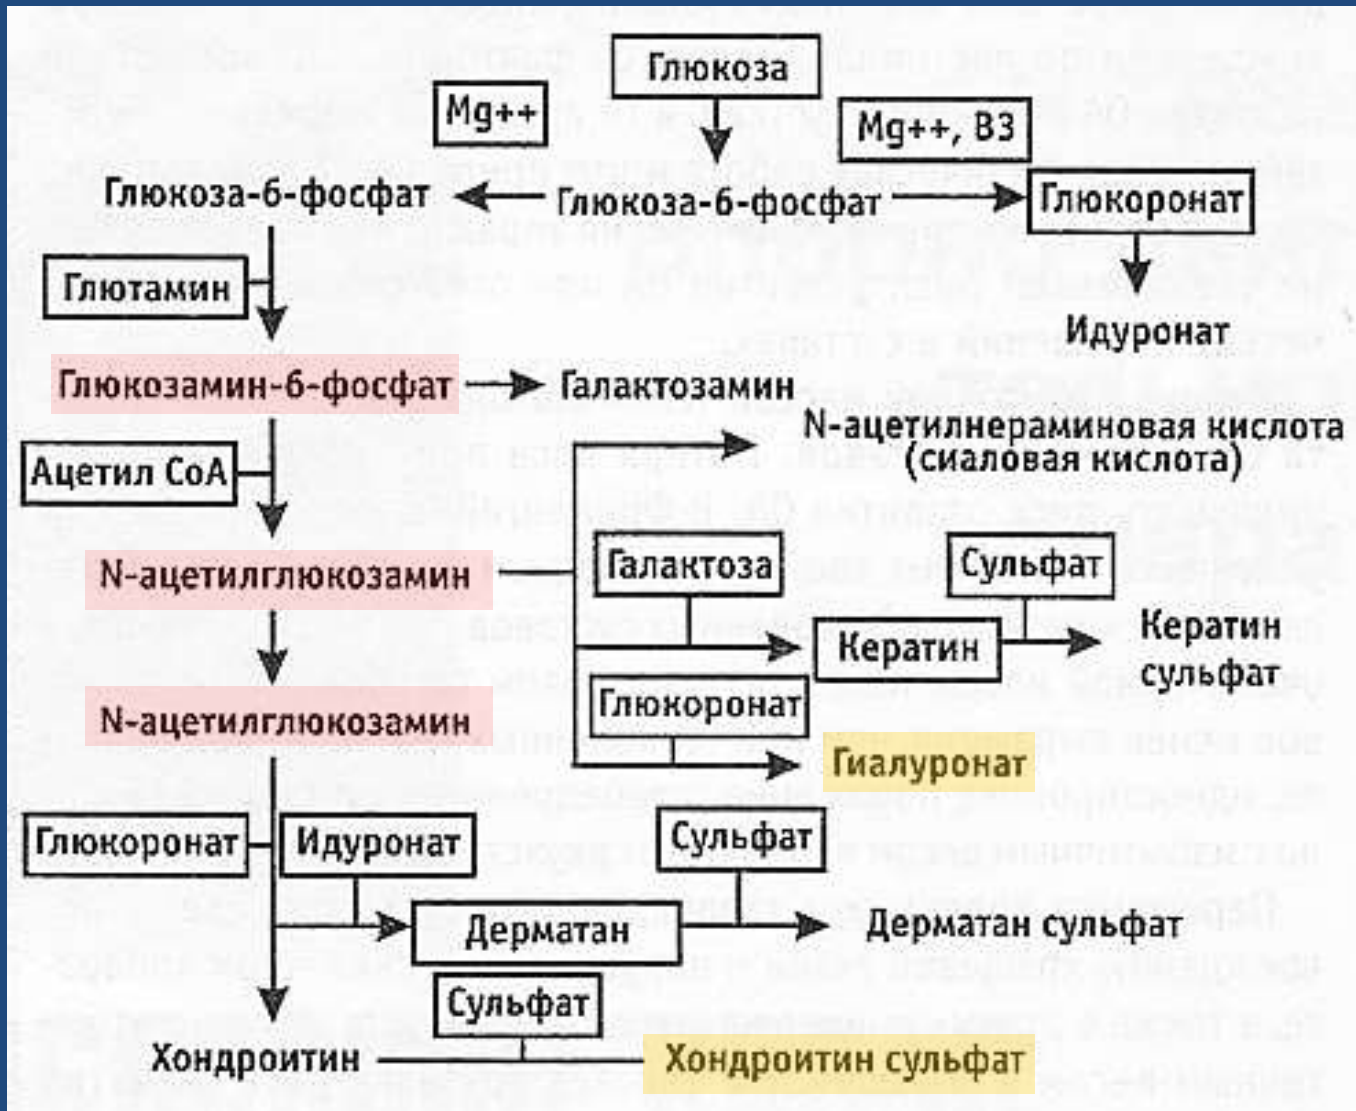 Глюкоза
Mg++
Mg++, B3
Глюкоза-6-фосфат
Глюкоза-6-фосфат
Глюкоронат
Глютамин
Идуронат
Глюкозамин-6-фосфат
Галактозамин
N-ацетилнераминовая кислота
(сиаловая кислота)
Ацетил СоА
Галактоза
Сульфат
N-ацетилглюкозамин
Кератин
Кератин
сульфат
Глюкоронат
N-ацетилглюкозамин
Гиалуронат
Глюкоронат
Идуронат
Сульфат
Дерматан
Дерматан сульфат
Сульфат
Хондроитин
Хондроитин сульфат